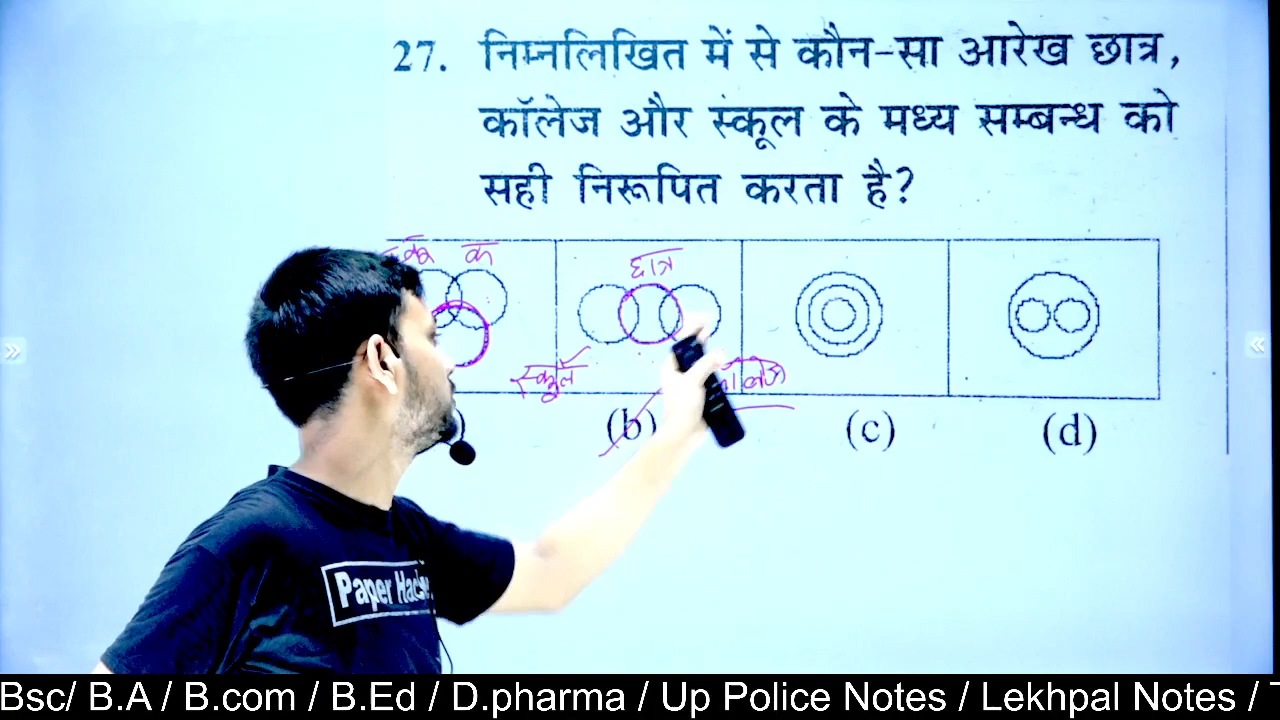 27. निम्नलिखित में से कौन-सा आरेख छात्र,
कॉलेज और स्कूल के मध्य सम्बन्ध को
सही निरूपित करता है?
क छात्र
स्कूल
(b) (c) (d)
Paper
Bsc/ B.A / B.com / B.Ed / D.pharma / Up Police Notes / Lekhpal Notes /